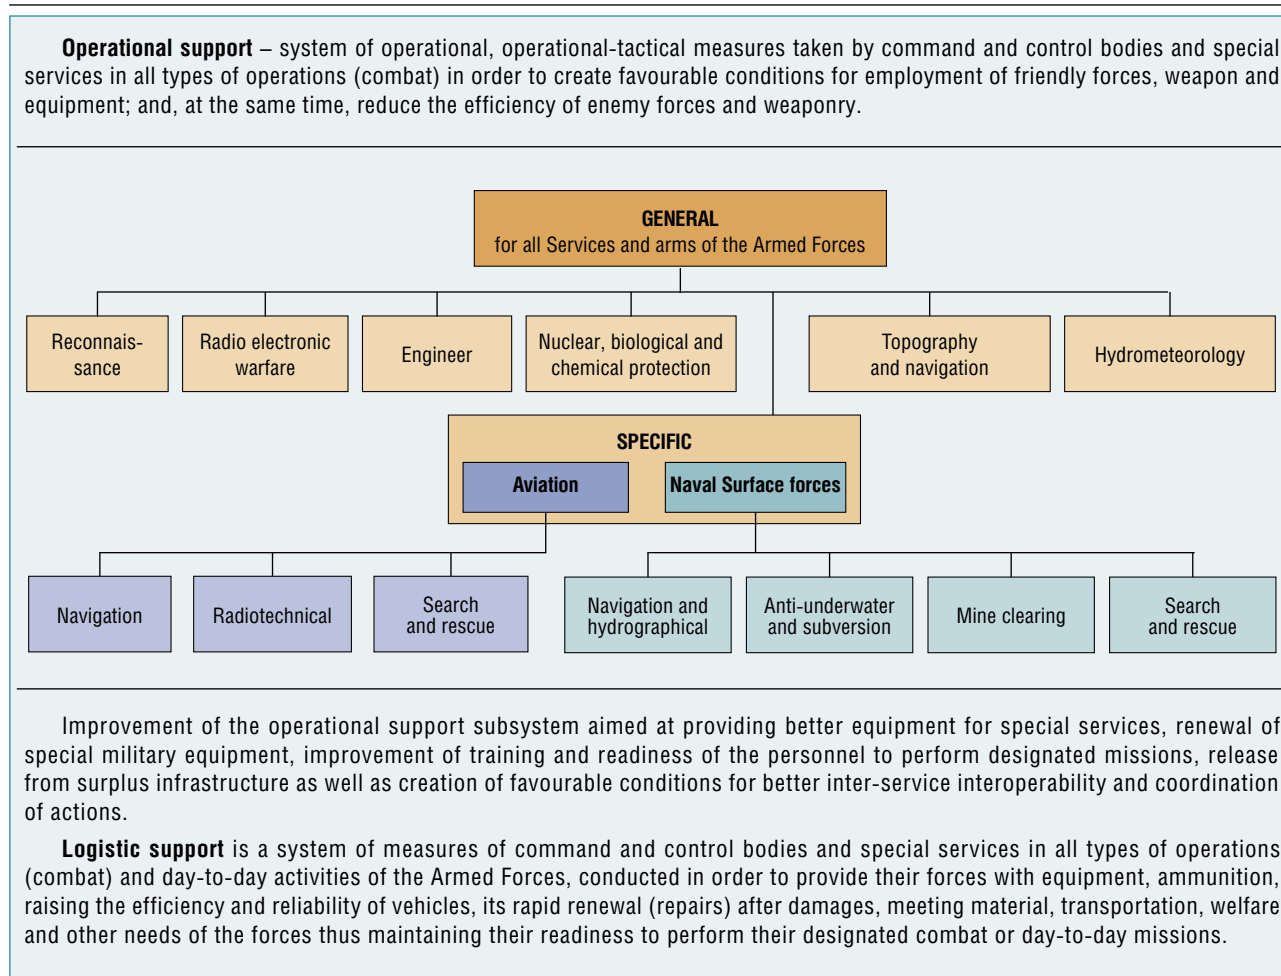 Operational support – system of operational, operational-tactical measures taken by command and control bodies and special
services in all types of operations (combat) in order to create favourable conditions for employment of friendly forces, weapon and
equipment; and, at the same time, reduce the efficiency of enemy forces and weaponry.
GENERAL
for all Services and arms of the Armed Forces
Reconnais-
sance
Radio electronic
warfare
Engineer
Nuclear, biological and
chemical protection
Topography
and navigation
Hydrometeorology
SPECIFIC
Aviation
Naval Surface forces
Navigation
Radiotechnical
Search
and rescue
Navigation and
hydrographical
Anti-underwater
and subversion
Mine clearing
Search
and rescue
Improvement of the operational support subsystem aimed at providing better equipment for special services, renewal of
special military equipment, improvement of training and readiness of the personnel to perform designated missions, release
from surplus infrastructure as well as creation of favourable conditions for better inter-service interoperability and coordination
of actions.
Logistic support is a system of measures of command and control bodies and special services in all types of operations
(combat) and day-to-day activities of the Armed Forces, conducted in order to provide their forces with equipment, ammunition,
raising the efficiency and reliability of vehicles, its rapid renewal (repairs) after damages, meeting material, transportation, welfare
and other needs of the forces thus maintaining their readiness to perform their designated combat or day-to-day missions.